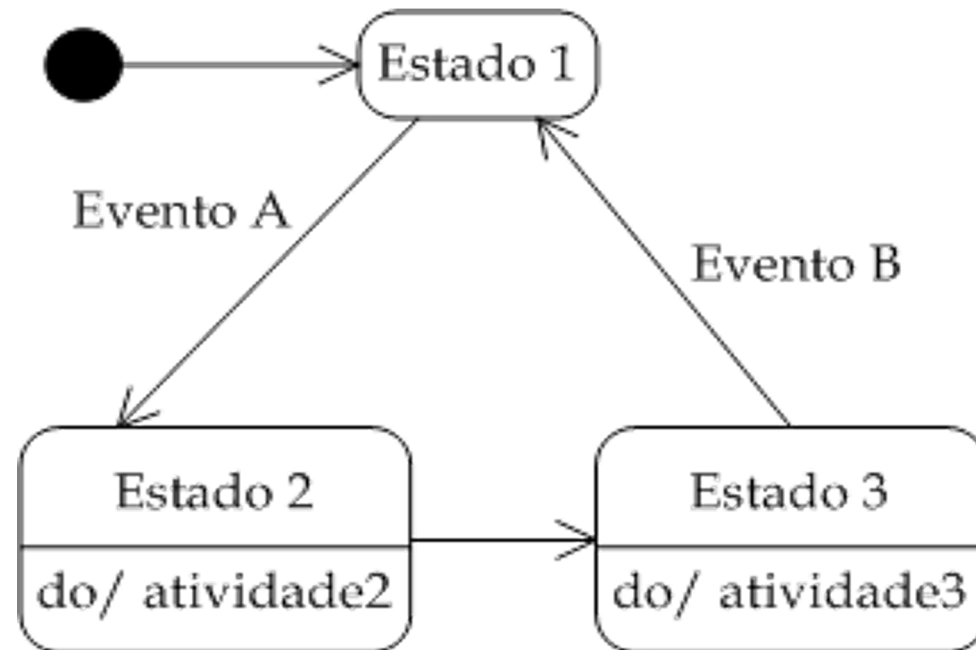 Estado 1
Evento A
Evento B
Estado 2
do/ atividade2
Estado 3
do/ atividade3